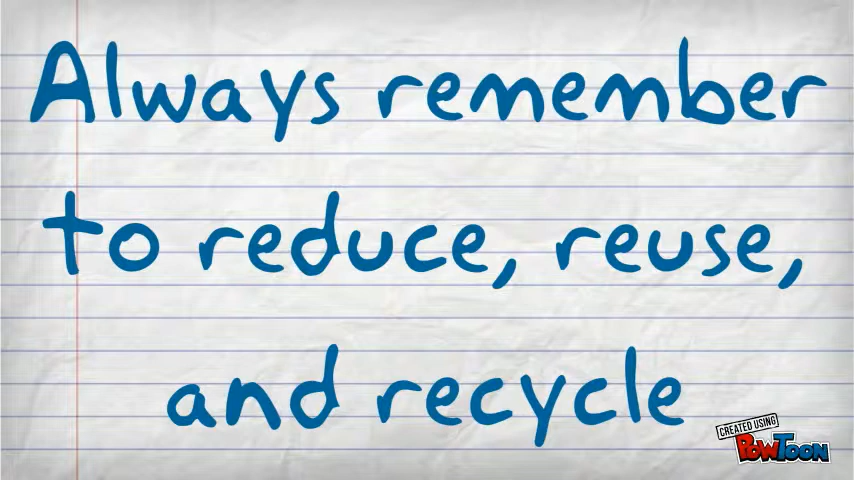 Always remember
to reduce, reuse,
and recycle
CREATED USING
POWTOON